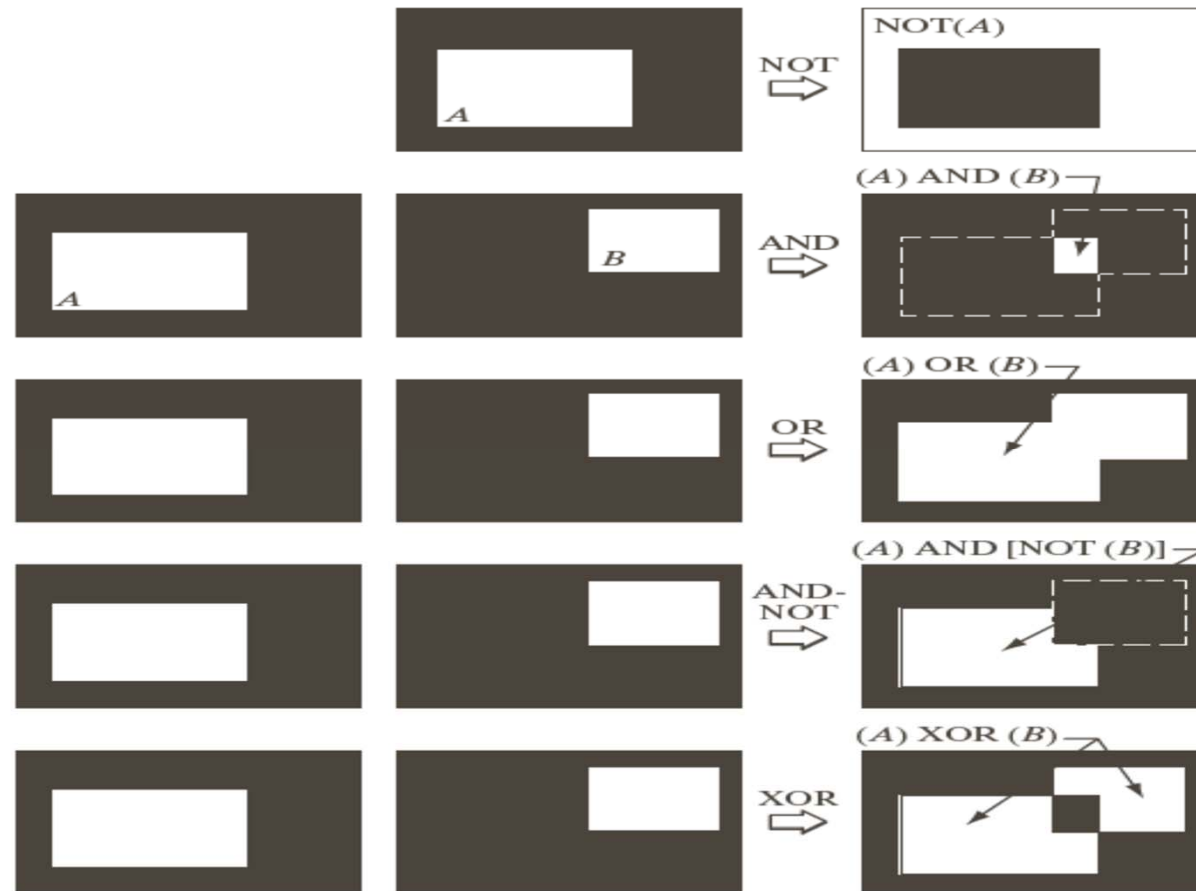 NOT(A)
NOT
A
(A) AND (B)
AND
A
B
(A) OR (B)
OR
(A) AND [NOT (B)]
AND-
NOT
(A) XOR (B)
XOR